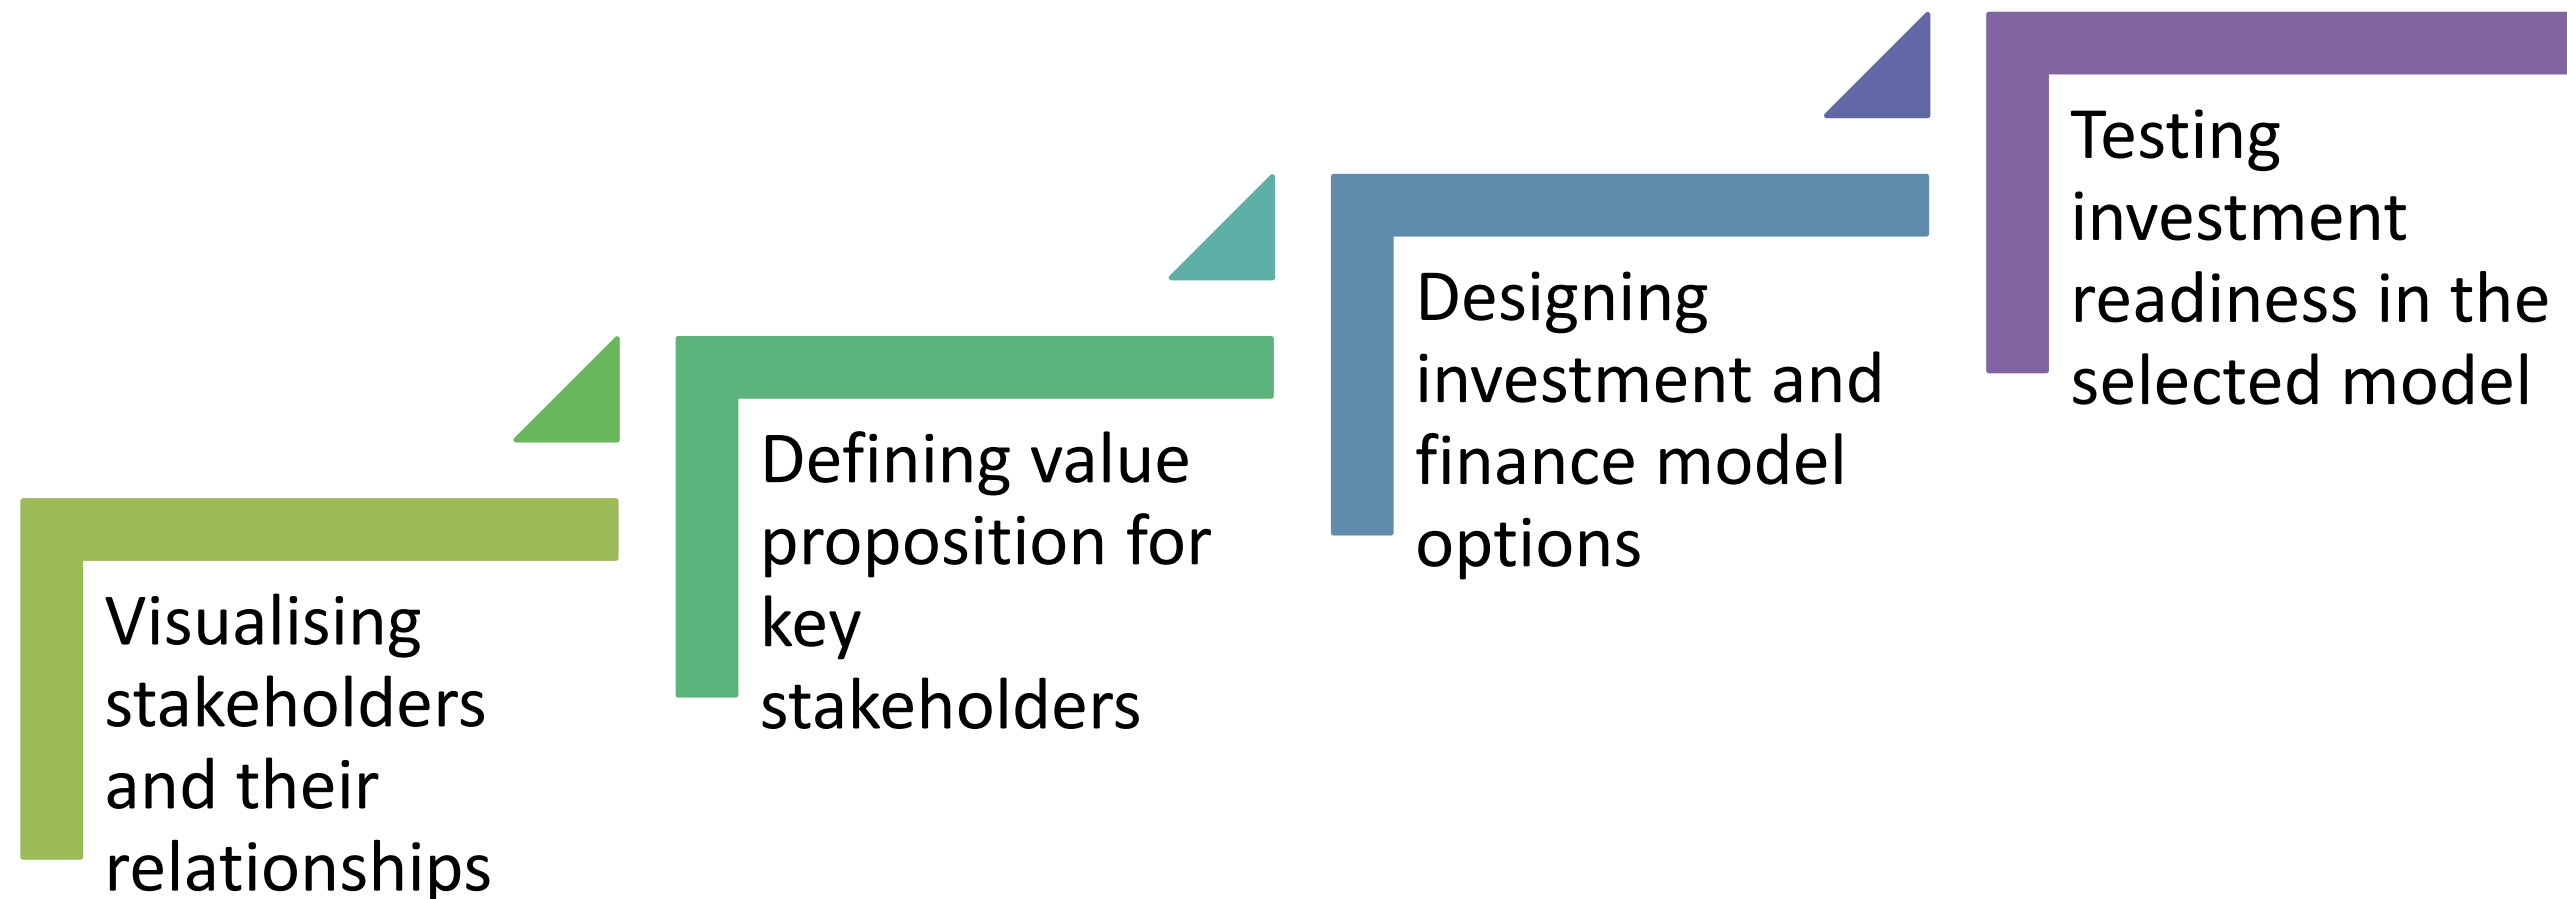 Visualising
stakeholders
and their
relationships
Defining value
proposition for
key
stakeholders
Designing
investment and
finance model
options
Testing
investment
readiness in the
selected model